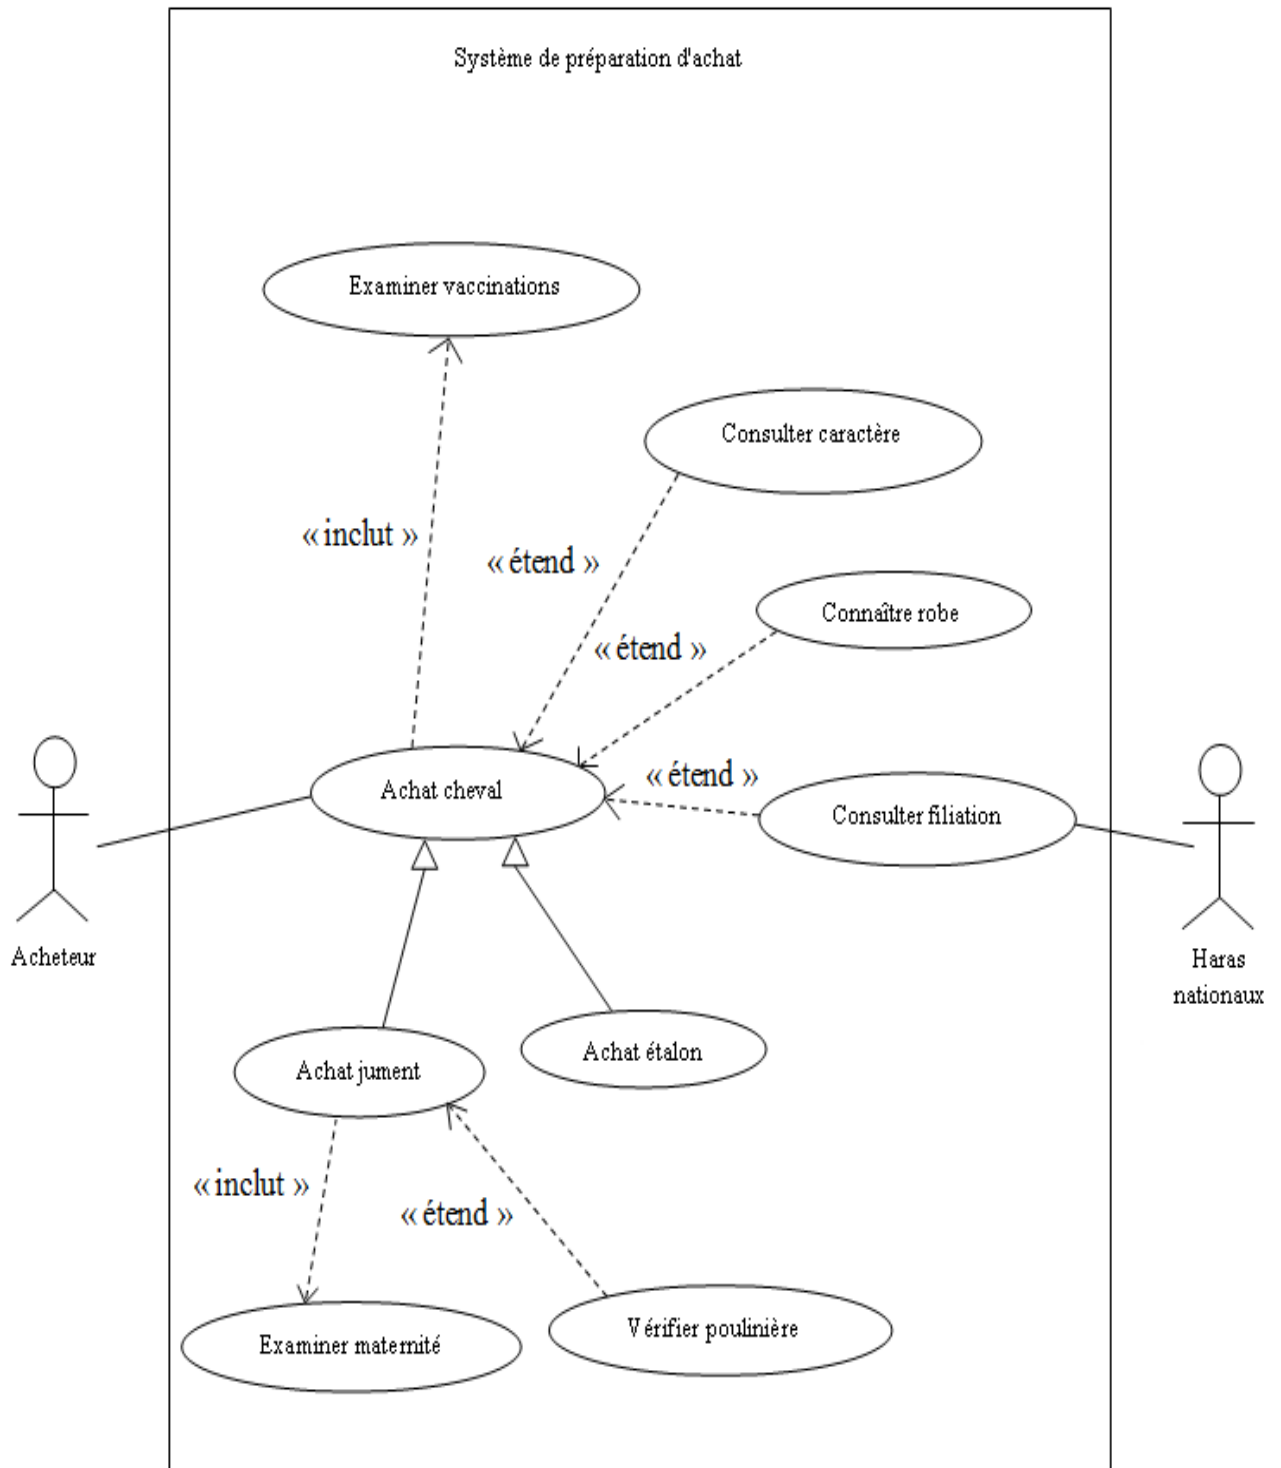 Système de préparation d'achat
Examiner vaccinations
Consulter caractère
« inclut »
« étend »
Connaître robe
« étend »
« étend »
Achat cheval
Consulter filiation
Acheteur
Haras
nationaux
Achat jument
Achat étalon
« inclut »
« étend »
Examiner maternité
Vérifier poulinière